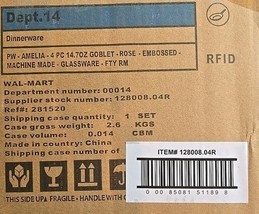 Dept.14
Dinnerware
PW - AMELIA - 4 PC 14.7OZ GOBLET - ROSE - EMBOSSED -
MACHINE MADE - GLASSWARE - FTY RM
RFID
WAL-MART
Department number: 00014
Supplier stock number: 128008.04R
Ref#: 281520
Shipping case quantity: 1 SET
Case gross weight: 2.6 KGS
Case volume: 0.014 CBM
Made in country: China
Shipping case number of
ITEM# 128008.04R
0 00 85081 51189 8
THIS SIDE UP FRAGILE HANDLE WITH